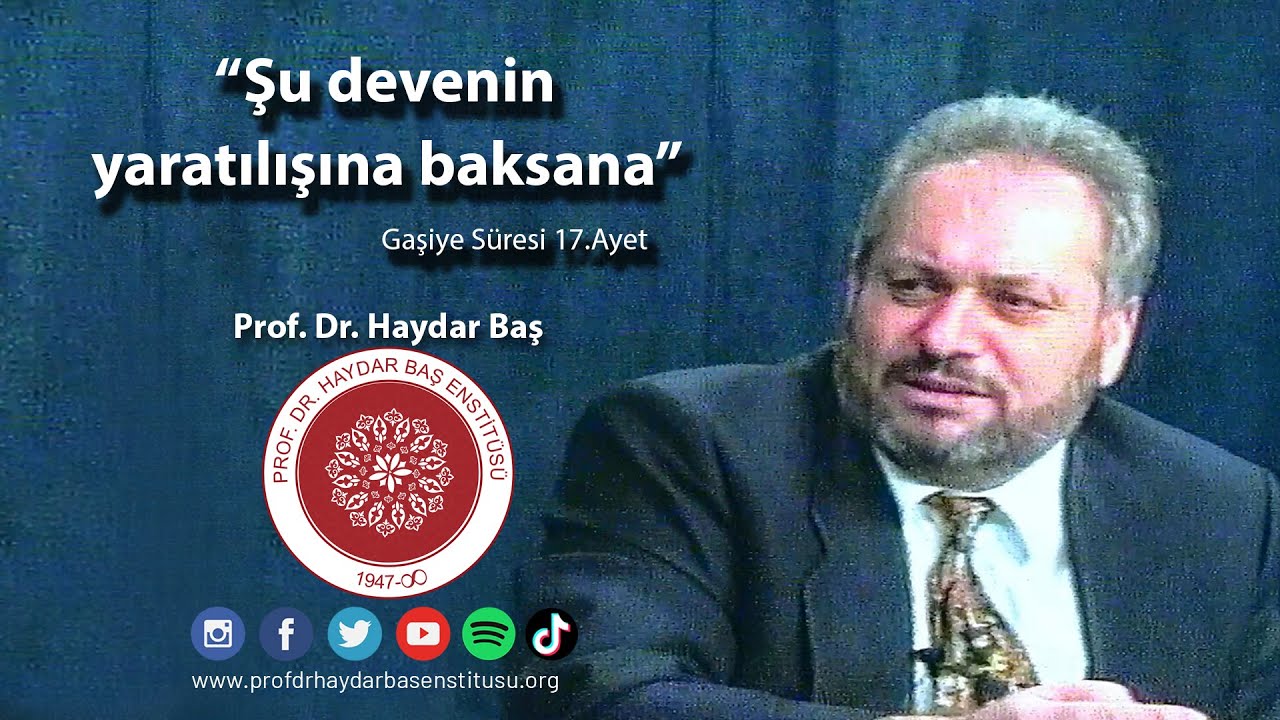 “Şu devenin
yaratılışına baksana”
Gaşiye Süresi 17.Ayet
Prof. Dr. Haydar Baş
PROF. DR. HAYDAR BAŞ ENSTİTÜSÜ
1947-∞
www.profdrhaydarbasenstitusu.org